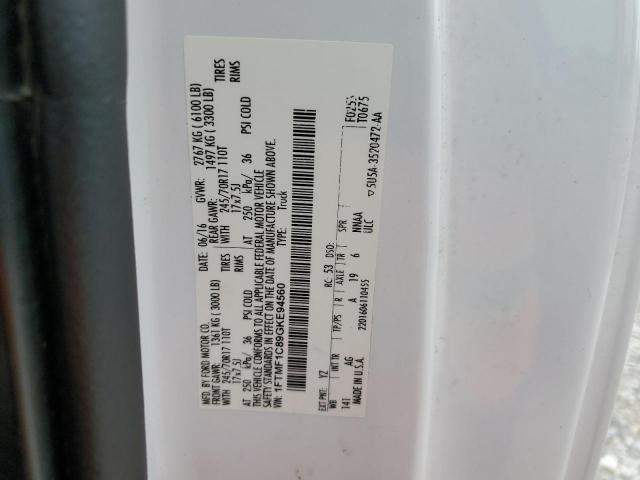 MFD. BY FORD MOTOR CO.
DATE: 06/16 GVWR: 2767 KG ( 6100 LB)
FRONT GAWR: 1361 KG ( 3000 LB) REAR GAWR: 1497 KG ( 3300 LB)
WITH 245/70R17 110T TIRES WITH 245/70R17 110T TIRES
17x7.5J RIMS 17x7.5J RIMS
AT 250 kPa/ 36 PSI COLD AT 250 kPa/ 36 PSI COLD
THIS VEHICLE CONFORMS TO ALL APPLICABLE FEDERAL MOTOR VEHICLE
SAFETY STANDARDS IN EFFECT ON THE DATE OF MANUFACTURE SHOWN ABOVE.
VIN: 1FTMF1C89GKE94560 TYPE: Truck
F0253
T0675
EXT PNT: YZ RC: 53 DSO:
WB INT TR TP/PS R AXLE TR SPR
141 AG A 19 6 NNAA
MADE IN U.S.A. 2201606110455 ULC
▽5U5A-3520472-AA